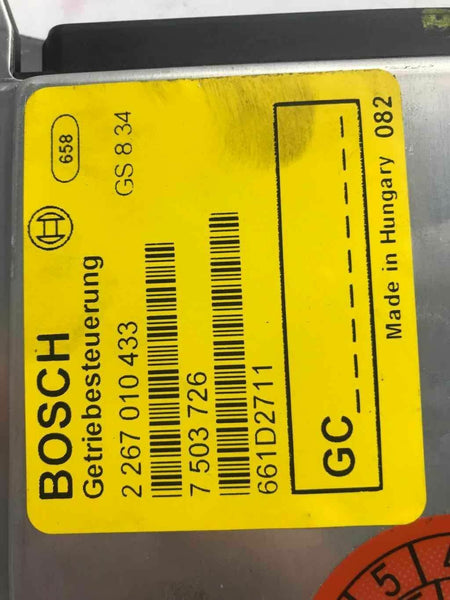 658
GS 8.34
BOSCH
Getriebesteuerung
2 267 010 433
7 503 726
661D2711
GC_ _ _ _ _ _ _ _ _
Made in Hungary 082
5